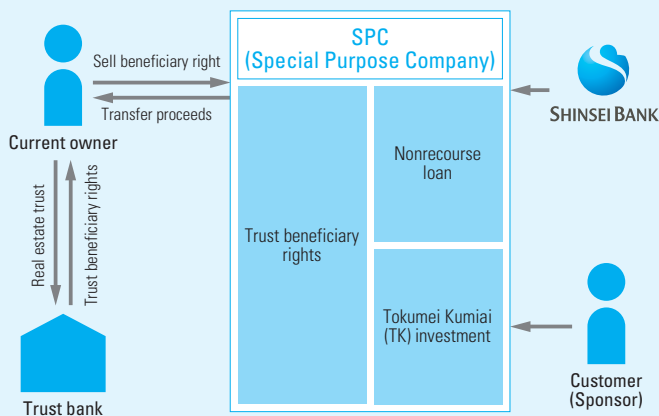 SPC
(Special Purpose Company)
Sell beneficiary right
Transfer proceeds
Current owner
SHINSEI BANK
Real estate trust
Trust beneficiary rights
Trust beneficiary
rights
Nonrecourse
loan
Tokumei Kumiai
(TK) investment
Trust bank
Customer
(Sponsor)